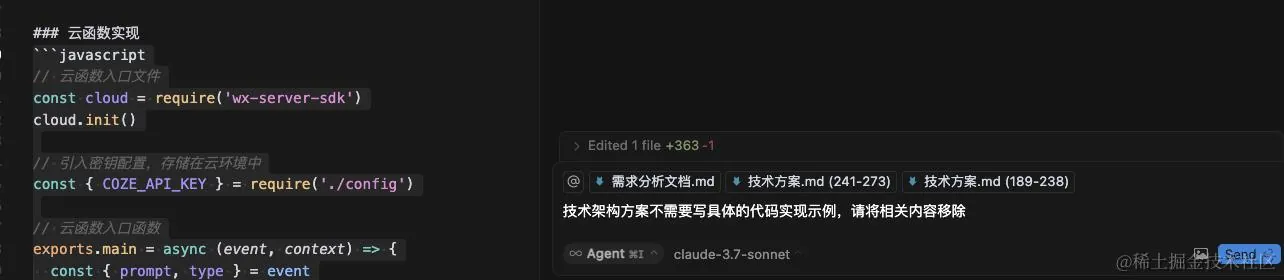 ### 云函数实现
```javascript
// 云函数入口文件
const cloud = require('wx-server-sdk')
cloud.init()
// 引入密钥配置，存储在云环境中
const { COZE_API_KEY } = require('./config')
// 云函数入口函数
exports.main = async (event, context) => {
const { prompt, type } = event
Edited 1 file +363 -1
@ 需求分析文档.md 技术方案.md (241-273) 技术方案.md (189-238)
技术架构方案不需要写具体的代码实现示例，请将相关内容移除
∞ Agent ⌘I claude-3.7-sonnet Send
@稀土掘金技术社区